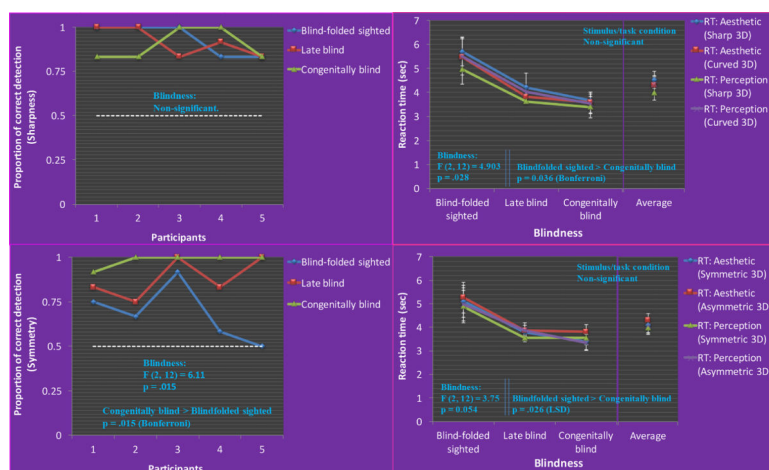 Proportion of correct detection
(Sharpness)
1
0.75
0.5
0.25
0
Blindness:
Non-significant.
1 2 3 4 5
Participants
Blind-folded sighted
Late blind
Congenitally blind
Reaction time (sec)
7
6
5
4
3
2
1
0
Stimulus/task condition
Non-significant
Blindness:
F (2, 12) = 4.903
p = .028
Blindfolded sighted > Congenitally blind
p = 0.036 (Bonferroni)
Blind-folded
sighted
Late blind
Congenitally
blind
Average
Blindness
RT: Aesthetic
(Sharp 3D)
RT: Aesthetic
(Curved 3D)
RT: Perception
(Sharp 3D)
RT: Perception
(Curved 3D)
Proportion of correct detection
(Symmetry)
1
0.75
0.5
0.25
0
Blindness:
F (2, 12) = 6.11
p = .015
Congenitally blind > Blindfolded sighted
p = .015 (Bonferroni)
1 2 3 4 5
Participants
Blind-folded sighted
Late blind
Congenitally blind
Reaction time (sec)
7
6
5
4
3
2
1
0
Stimulus/task condition
Non-significant
Blindness:
F (2, 12) = 3.75
p = 0.054
Blindfolded sighted > Congenitally blind
p = .026 (LSD)
Blind-folded
sighted
Late blind
Congenitally
blind
Average
Blindness
RT: Aesthetic
(Symmetric 3D)
RT: Aesthetic
(Asymmetric 3D)
RT: Perception
(Symmetric 3D)
RT: Perception
(Asymmetric 3D)